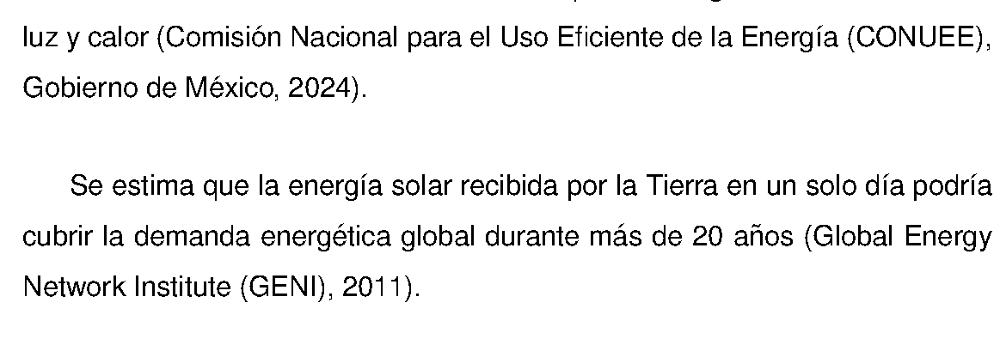 luz y calor (Comisión Nacional para el Uso Eficiente de la Energía (CONUEE),
Gobierno de México, 2024).
Se estima que la energía solar recibida por la Tierra en un solo día podría
cubrir la demanda energética global durante más de 20 años (Global Energy
Network Institute (GENI), 2011).